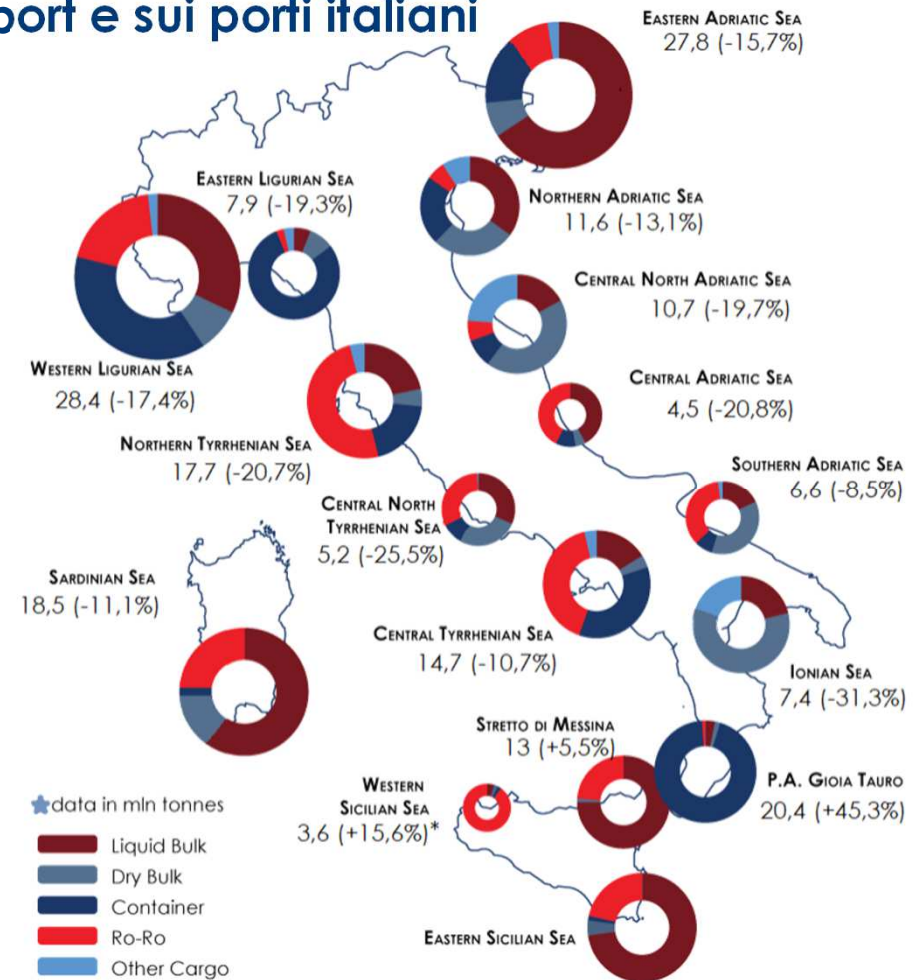 port e sui porti italiani
EASTERN ADRIATIC SEA
27,8 (-15,7%)
EASTERN LIGURIAN SEA
7,9 (-19,3%)
NORTHERN ADRIATIC SEA
11,6 (-13,1%)
CENTRAL NORTH ADRIATIC SEA
10,7 (-19,7%)
WESTERN LIGURIAN SEA
28,4 (-17,4%)
CENTRAL ADRIATIC SEA
4,5 (-20,8%)
NORTHERN TYRRHENIAN SEA
17,7 (-20,7%)
SOUTHERN ADRIATIC SEA
6,6 (-8,5%)
CENTRAL NORTH
TYRRHENIAN SEA
5,2 (-25,5%)
SARDINIAN SEA
18,5 (-11,1%)
CENTRAL TYRRHENIAN SEA
14,7 (-10,7%)
IONIAN SEA
7,4 (-31,3%)
STRETTO DI MESSINA
13 (+5,5%)
P.A. GIOIA TAURO
20,4 (+45,3%)
WESTERN
SICILIAN SEA
3,6 (+15,6%)*
EASTERN SICILIAN SEA
data in mln tonnes
Liquid Bulk
Dry Bulk
Container
Ro-Ro
Other Cargo